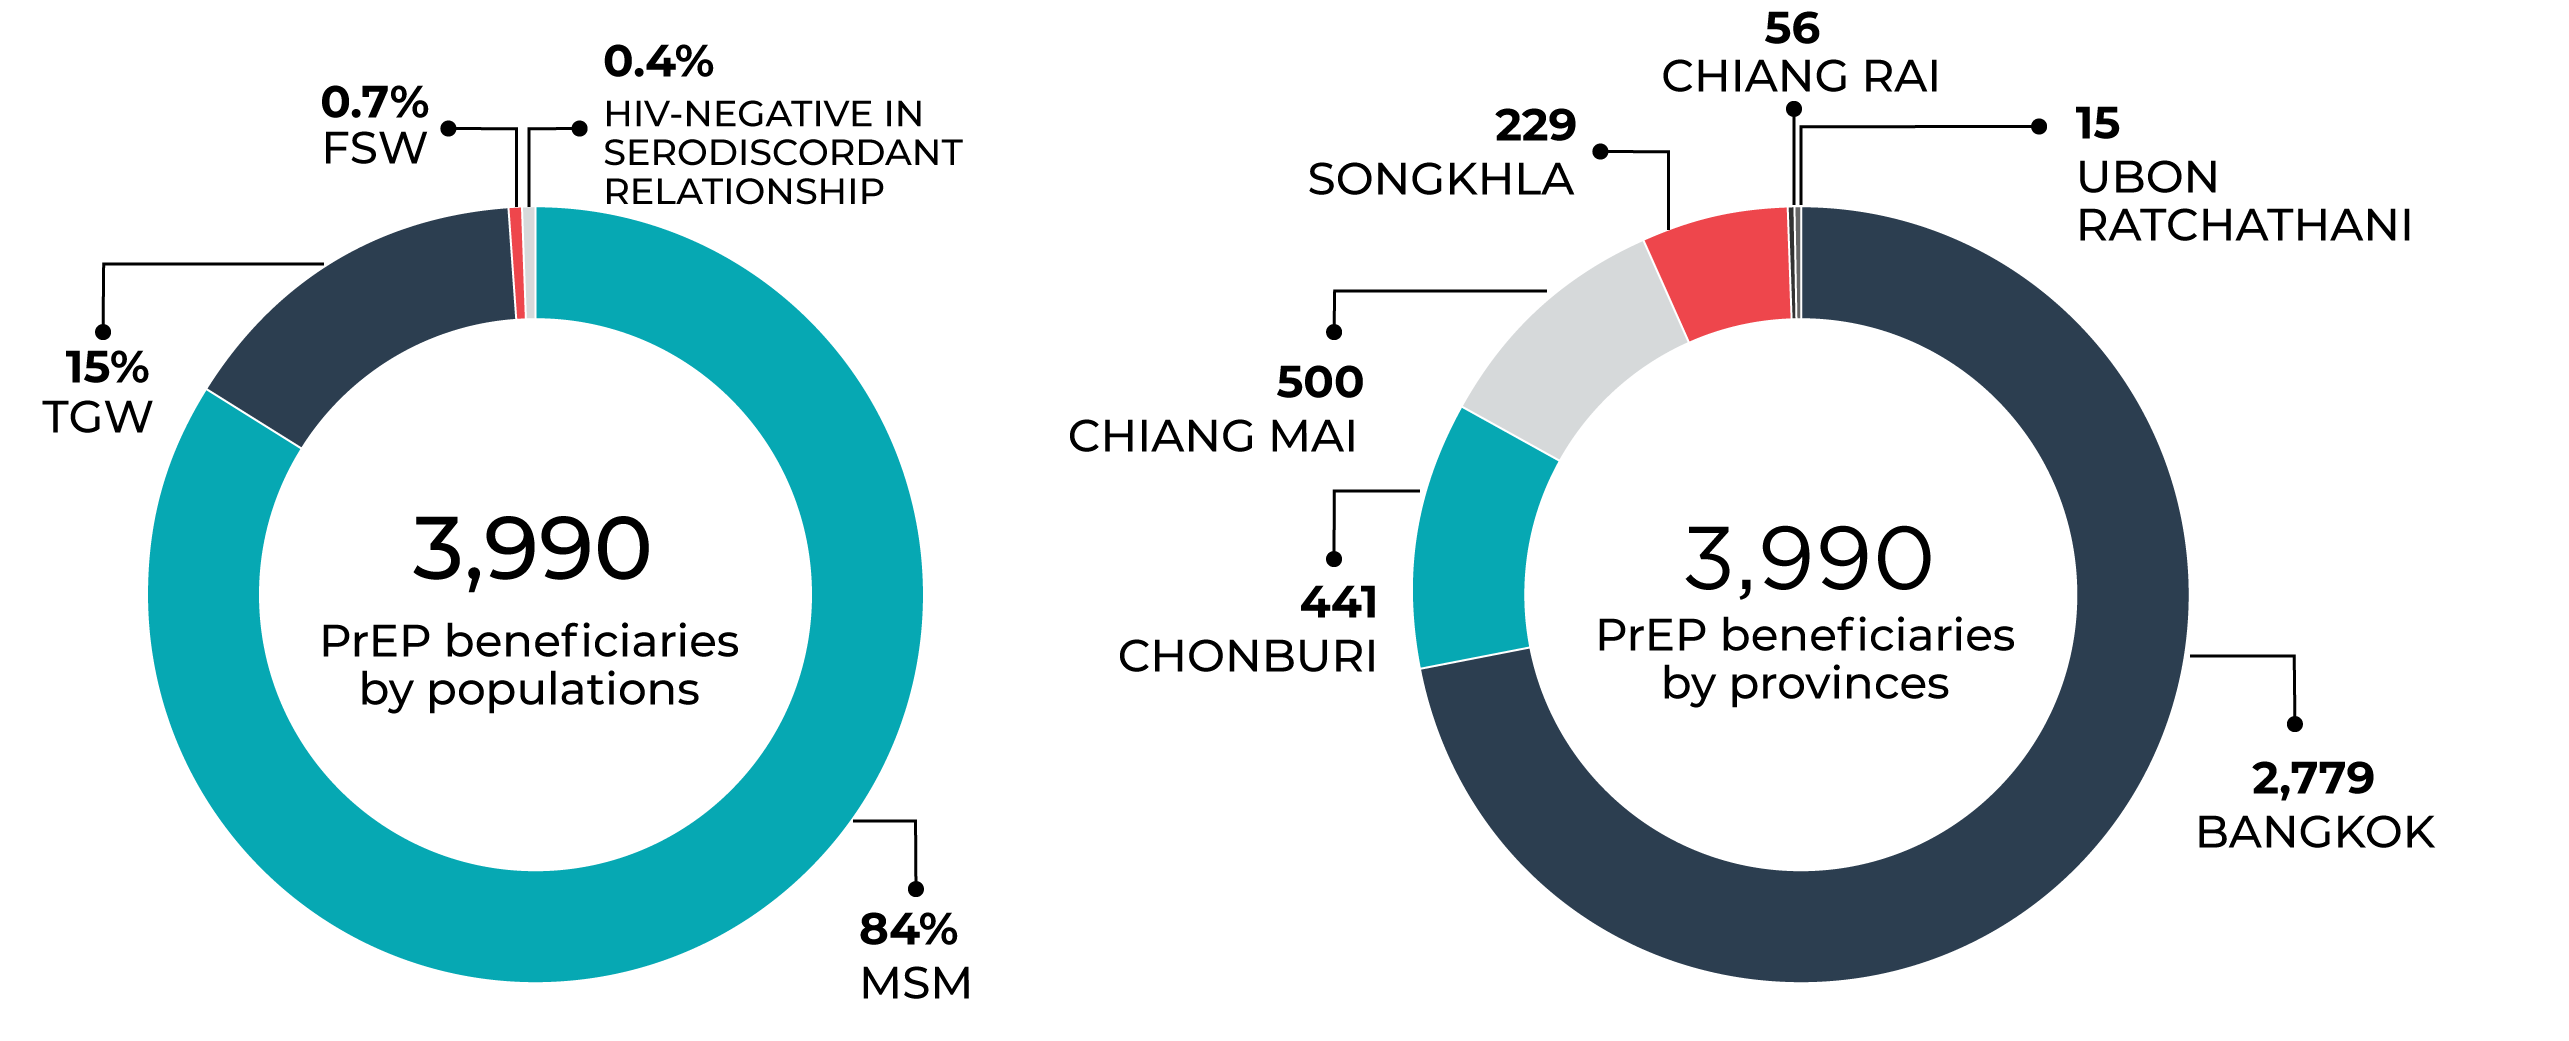 0.4%
HIV-NEGATIVE IN
SERODISCORDANT
RELATIONSHIP
0.7%
FSW
15%
TGW
3,990
PrEP beneficiaries
by populations
84%
MSM
56
CHIANG RAI
229
SONGKHLA
15
UBON
RATCHATHANI
500
CHIANG MAI
441
CHONBURI
3,990
PrEP beneficiaries
by provinces
2,779
BANGKOK